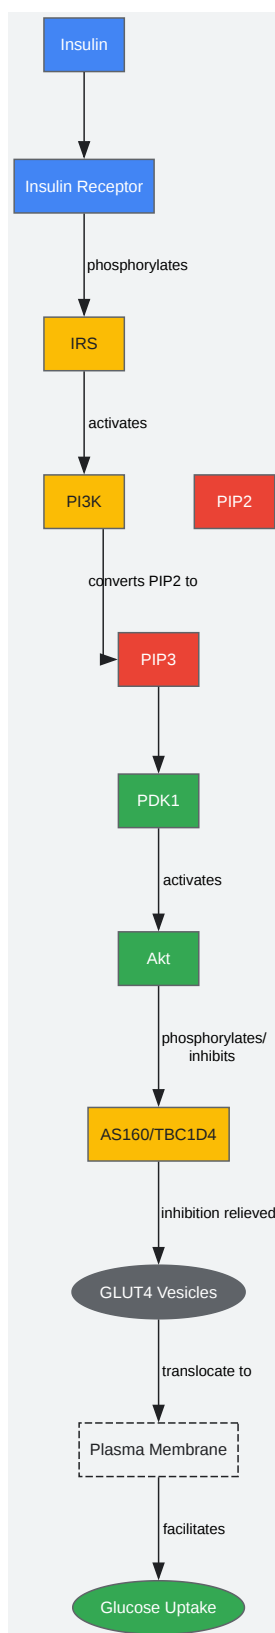 Insulin
Insulin Receptor
phosphorylates
IRS
activates
PI3K
PIP2
converts PIP2 to
PIP3
PDK1
activates
Akt
phosphorylates/
inhibits
AS160/TBC1D4
inhibition relieved
GLUT4 Vesicles
translocate to
Plasma Membrane
facilitates
Glucose Uptake